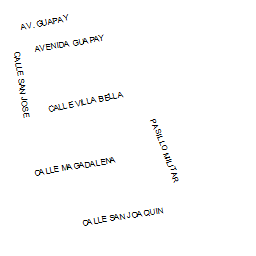 AV. GUAPAY
AVENIDA GUAPAY
CALLE SAN JOSE
CALLE VILLA BELLA
PASILLO MILITAR
CALLE MAGADALENA
CALLE SAN JOAQUIN